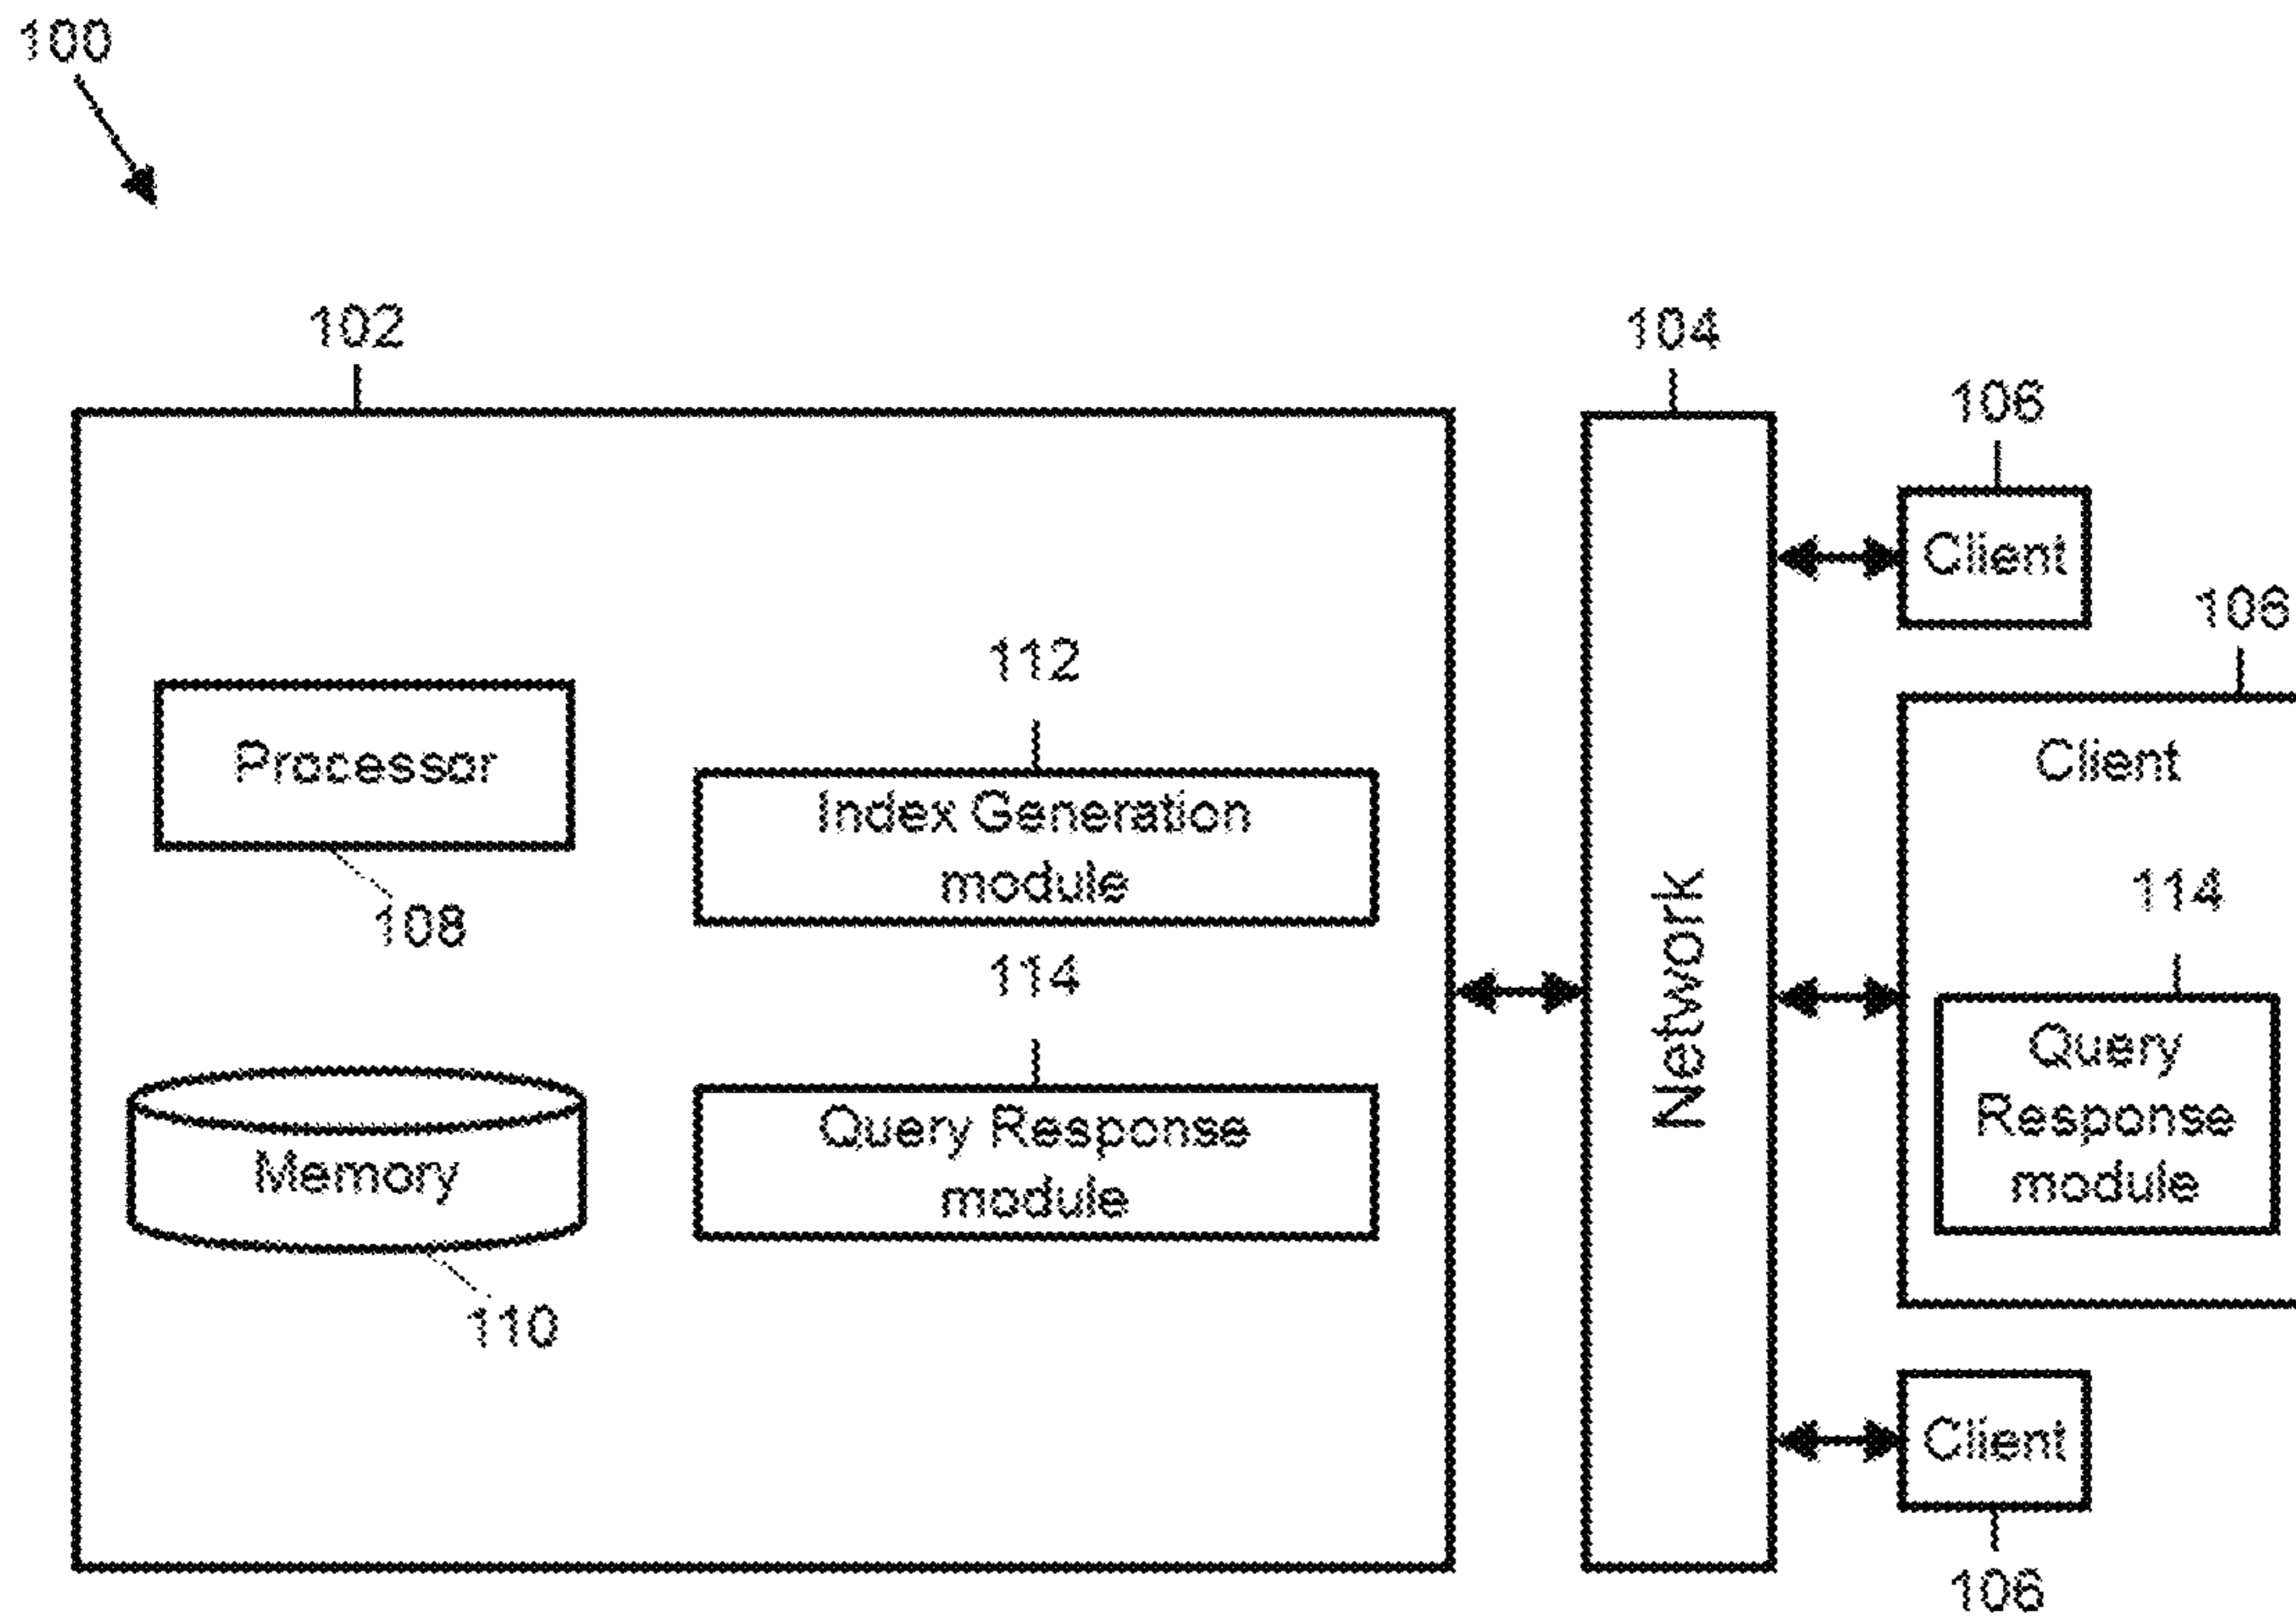 100
102
104
106
Client
106
Client
112
Processor
Index Generation
module
108
114
Network
114
Query
Response
module
Query Response
module
Memory
110
Client
106